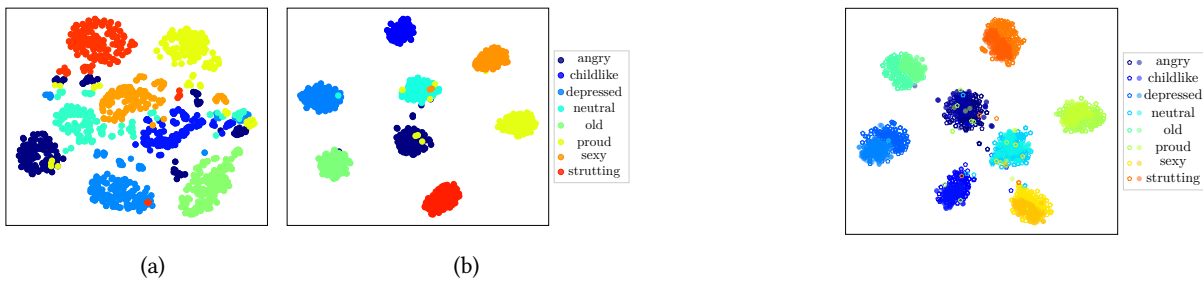 angry
childlike
depressed
neutral
old
proud
sexy
strutting
(a)
(b)
angry
childlike
depressed
neutral
old
proud
sexy
strutting